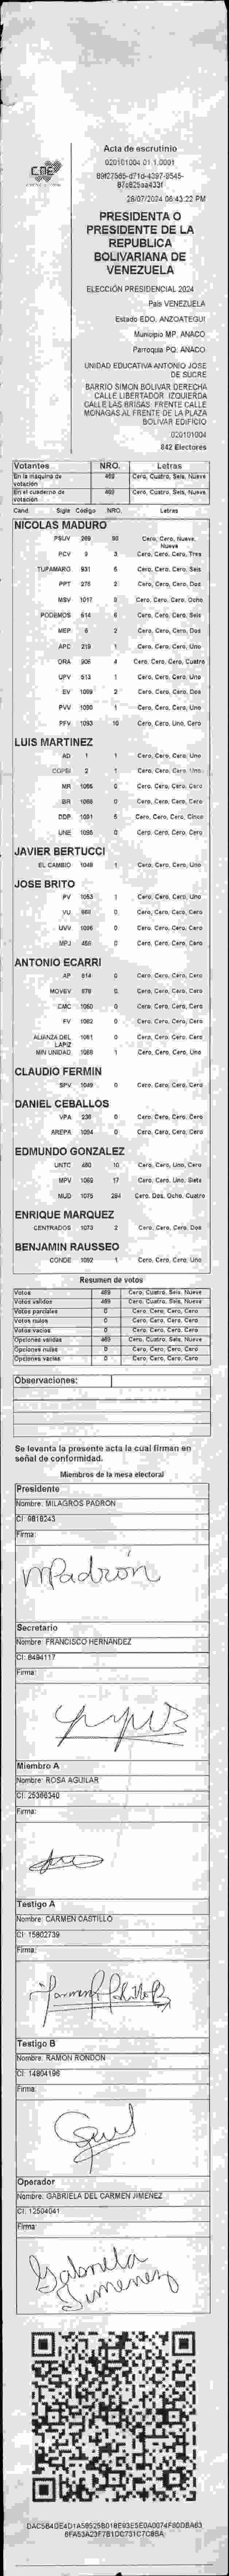 Acta de escrutinio
020101004.01.1.0001
CNE
28/07/2024 06:43:22 PM
PRESIDENTA O
PRESIDENTE DE LA
REPUBLICA
BOLIVARIANA DE
VENEZUELA
ELECCIÓN PRESIDENCIAL 2024
País VENEZUELA
Estado EDO. ANZOATEGUI
Municipio MP. ANACO
Parroquia PQ. ANACO
UNIDAD EDUCATIVA ANTONIO JOSE
DE SUCRE
BARRIO SIMON BOLIVAR DERECHA
CALLE LIBERTADOR IZQUIERDA
CALLE LAS BRISAS FRENTE CALLE
MONAGAS AL FRENTE DE LA PLAZA
BOLIVAR EDIFICIO
020101004
842 Electores
Votantes NRO. Letras
En la máquina de votación 469 Cero, Cuatro, Seis, Nueve
En el cuaderno de votación 469 Cero, Cuatro, Seis, Nueve
Cand. Sigla Código NRO. Letras
NICOLAS MADURO
PSUV 269 Cero, Cero, Nueve, Nueve
PCV 9 3 Cero, Cero, Cero, Tres
TUPAMARO 931 6 Cero, Cero, Cero, Seis
PPT 275 2 Cero, Cero, Cero, Dos
MSV 1017 Cero, Cero, Cero, Ocho
PODEMOS 614 6 Cero, Cero, Cero, Seis
MEP 6 2 Cero, Cero, Cero, Dos
APC 219 1 Cero, Cero, Cero, Uno
ORA 906 4 Cero, Cero, Cero, Cuatro
UPV 513 1 Cero, Cero, Cero, Uno
EV 1099 2 Cero, Cero, Cero, Dos
PVV 1090 1 Cero, Cero, Cero, Uno
PFV 1093 10 Cero, Cero, Uno, Cero
LUIS MARTINEZ
AD 1 1 Cero, Cero, Cero, Uno
COPEI 2 1 Cero, Cero, Cero, Uno
MR 1066 0 Cero, Cero, Cero, Cero
BR 1088 0 Cero, Cero, Cero, Cero
DDP 1091 5 Cero, Cero, Cero, Cinco
UNE 1095 0 Cero, Cero, Cero, Cero
JAVIER BERTUCCI
EL CAMBIO 1048 1 Cero, Cero, Cero, Uno
JOSE BRITO
PV 1053 1 Cero, Cero, Cero, Uno
VU 668 0 Cero, Cero, Cero, Cero
UVV 1096 0 Cero, Cero, Cero, Cero
MPJ 456 0 Cero, Cero, Cero, Cero
ANTONIO ECARRI
AP 814 0 Cero, Cero, Cero, Cero
MOVEV 878 0 Cero, Cero, Cero, Cero
CMC 1060 0 Cero, Cero, Cero, Cero
FV 1082 0 Cero, Cero, Cero, Cero
ALIANZA DEL LAPIZ 1081 0 Cero, Cero, Cero, Cero
MIN UNIDAD 1088 1 Cero, Cero, Cero, Uno
CLAUDIO FERMIN
SPV 1049 0 Cero, Cero, Cero, Cero
DANIEL CEBALLOS
VPA 236 0 Cero, Cero, Cero, Cero
AREPA 1094 0 Cero, Cero, Cero, Cero
EDMUNDO GONZALEZ
UNTC 480 10 Cero, Cero, Uno, Cero
MPV 1069 17 Cero, Cero, Uno, Siete
MUD 1075 284 Cero, Dos, Ocho, Cuatro
ENRIQUE MARQUEZ
CENTRADOS 1073 2 Cero, Cero, Cero, Dos
BENJAMIN RAUSSEO
CONDE 1092 1 Cero, Cero, Cero, Uno
Resumen de votos
Votos 469 Cero, Cuatro, Seis, Nueve
Votos válidos 469 Cero, Cuatro, Seis, Nueve
Votos parciales 0 Cero, Cero, Cero, Cero
Votos nulos 0 Cero, Cero, Cero, Cero
Votos vacíos 0 Cero, Cero, Cero, Cero
Opciones válidas 469 Cero, Cuatro, Seis, Nueve
Opciones nulas 0 Cero, Cero, Cero, Cero
Opciones vacías 0 Cero, Cero, Cero, Cero
Observaciones:
Se levanta la presente acta la cual firman en
señal de conformidad.
Miembros de la mesa electoral
Presidente
Nombre: MILAGROS PADRON
CI: 9818243
Firma:
MPadrón
Secretario
Nombre: FRANCISCO HERNANDEZ
CI: 8494117
Firma:
Miembro A
Nombre: ROSA AGUILAR
CI: 25366340
Firma:
Testigo A
Nombre: CARMEN CASTILLO
CI: 15802739
Firma:
Testigo B
Nombre: RAMON RONDON
CI: 14804196
Firma:
Operador
Nombre: GABRIELA DEL CARMEN JIMENEZ
CI: 12504041
Firma:
Gabriela
Jimenez